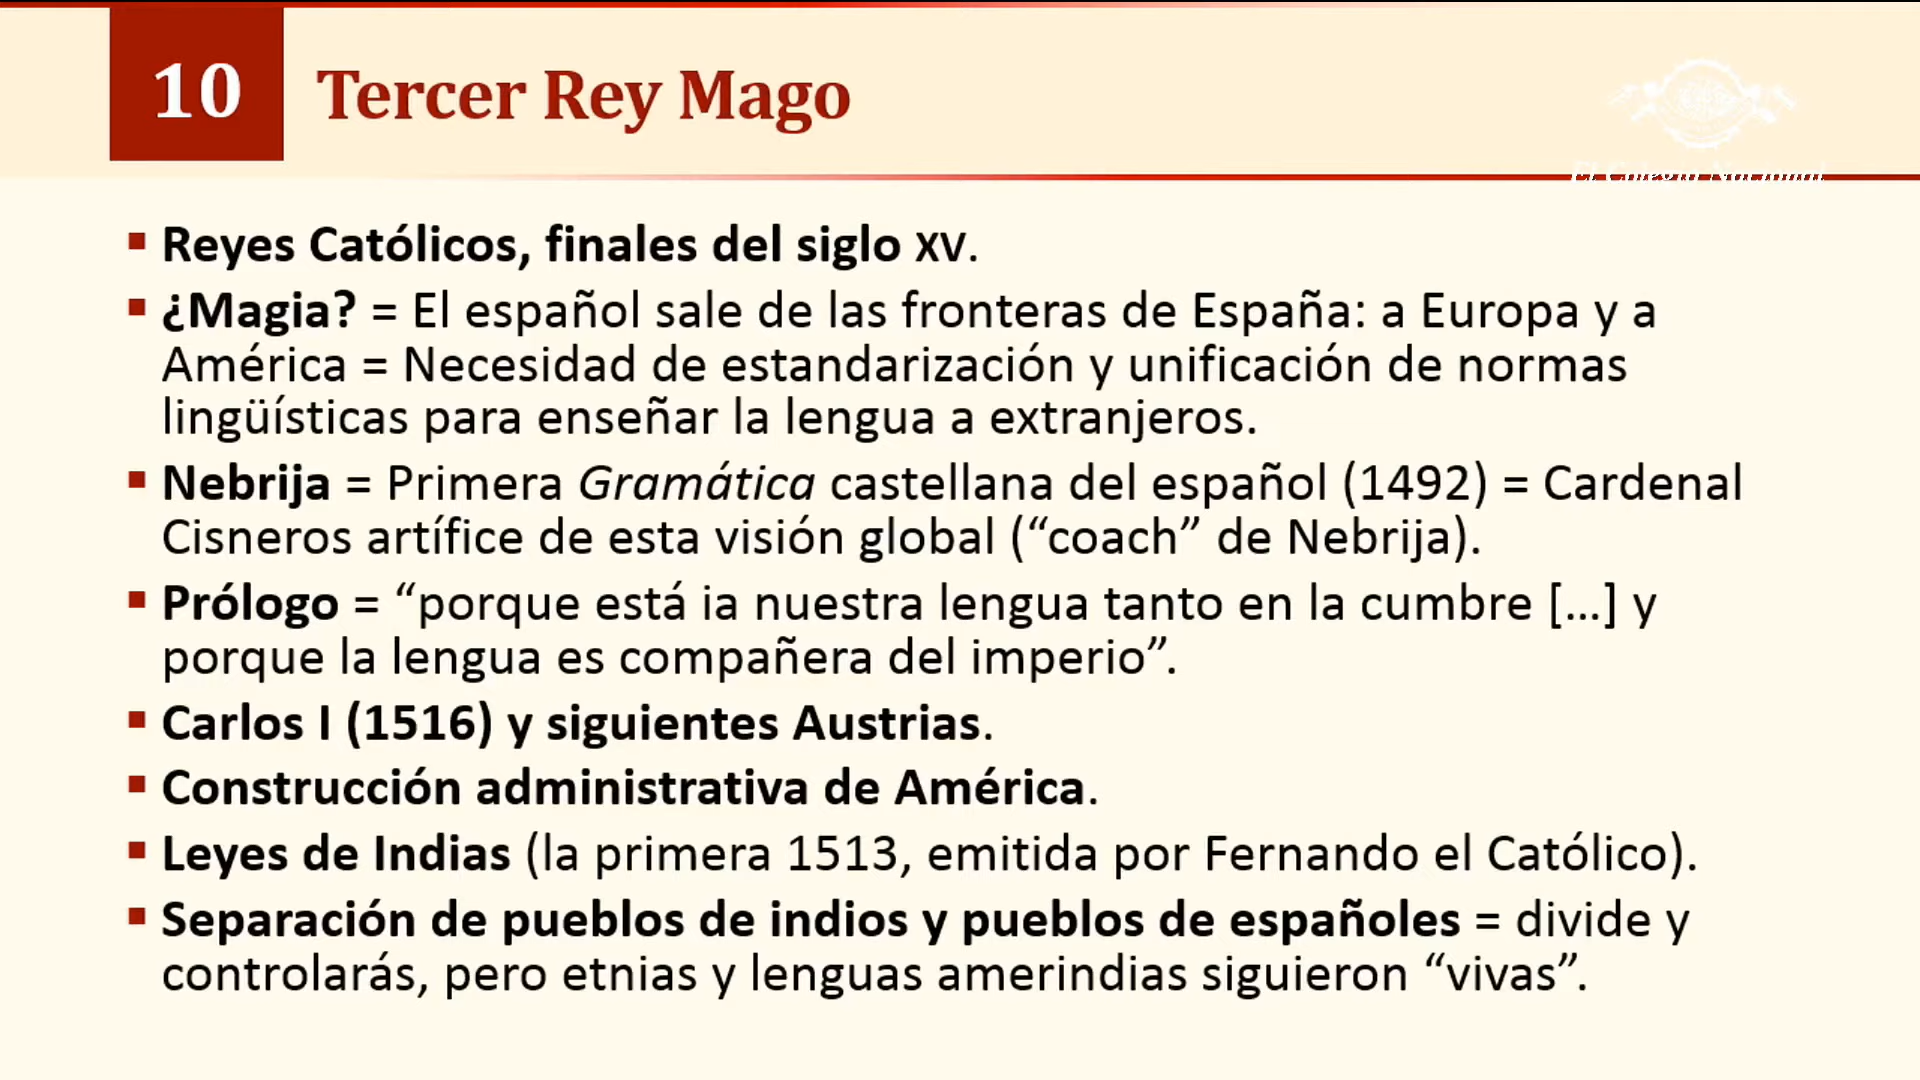 10 Tercer Rey Mago
El Colegio Nacional
▪ Reyes Católicos, finales del siglo XV.
▪ ¿Magia? = El español sale de las fronteras de España: a Europa y a
América = Necesidad de estandarización y unificación de normas
lingüísticas para enseñar la lengua a extranjeros.
▪ Nebrija = Primera Gramática castellana del español (1492) = Cardenal
Cisneros artífice de esta visión global (“coach” de Nebrija).
▪ Prólogo = “porque está ia nuestra lengua tanto en la cumbre [...] y
porque la lengua es compañera del imperio”.
▪ Carlos I (1516) y siguientes Austrias.
▪ Construcción administrativa de América.
▪ Leyes de Indias (la primera 1513, emitida por Fernando el Católico).
▪ Separación de pueblos de indios y pueblos de españoles = divide y
controlarás, pero etnias y lenguas amerindias siguieron “vivas”.